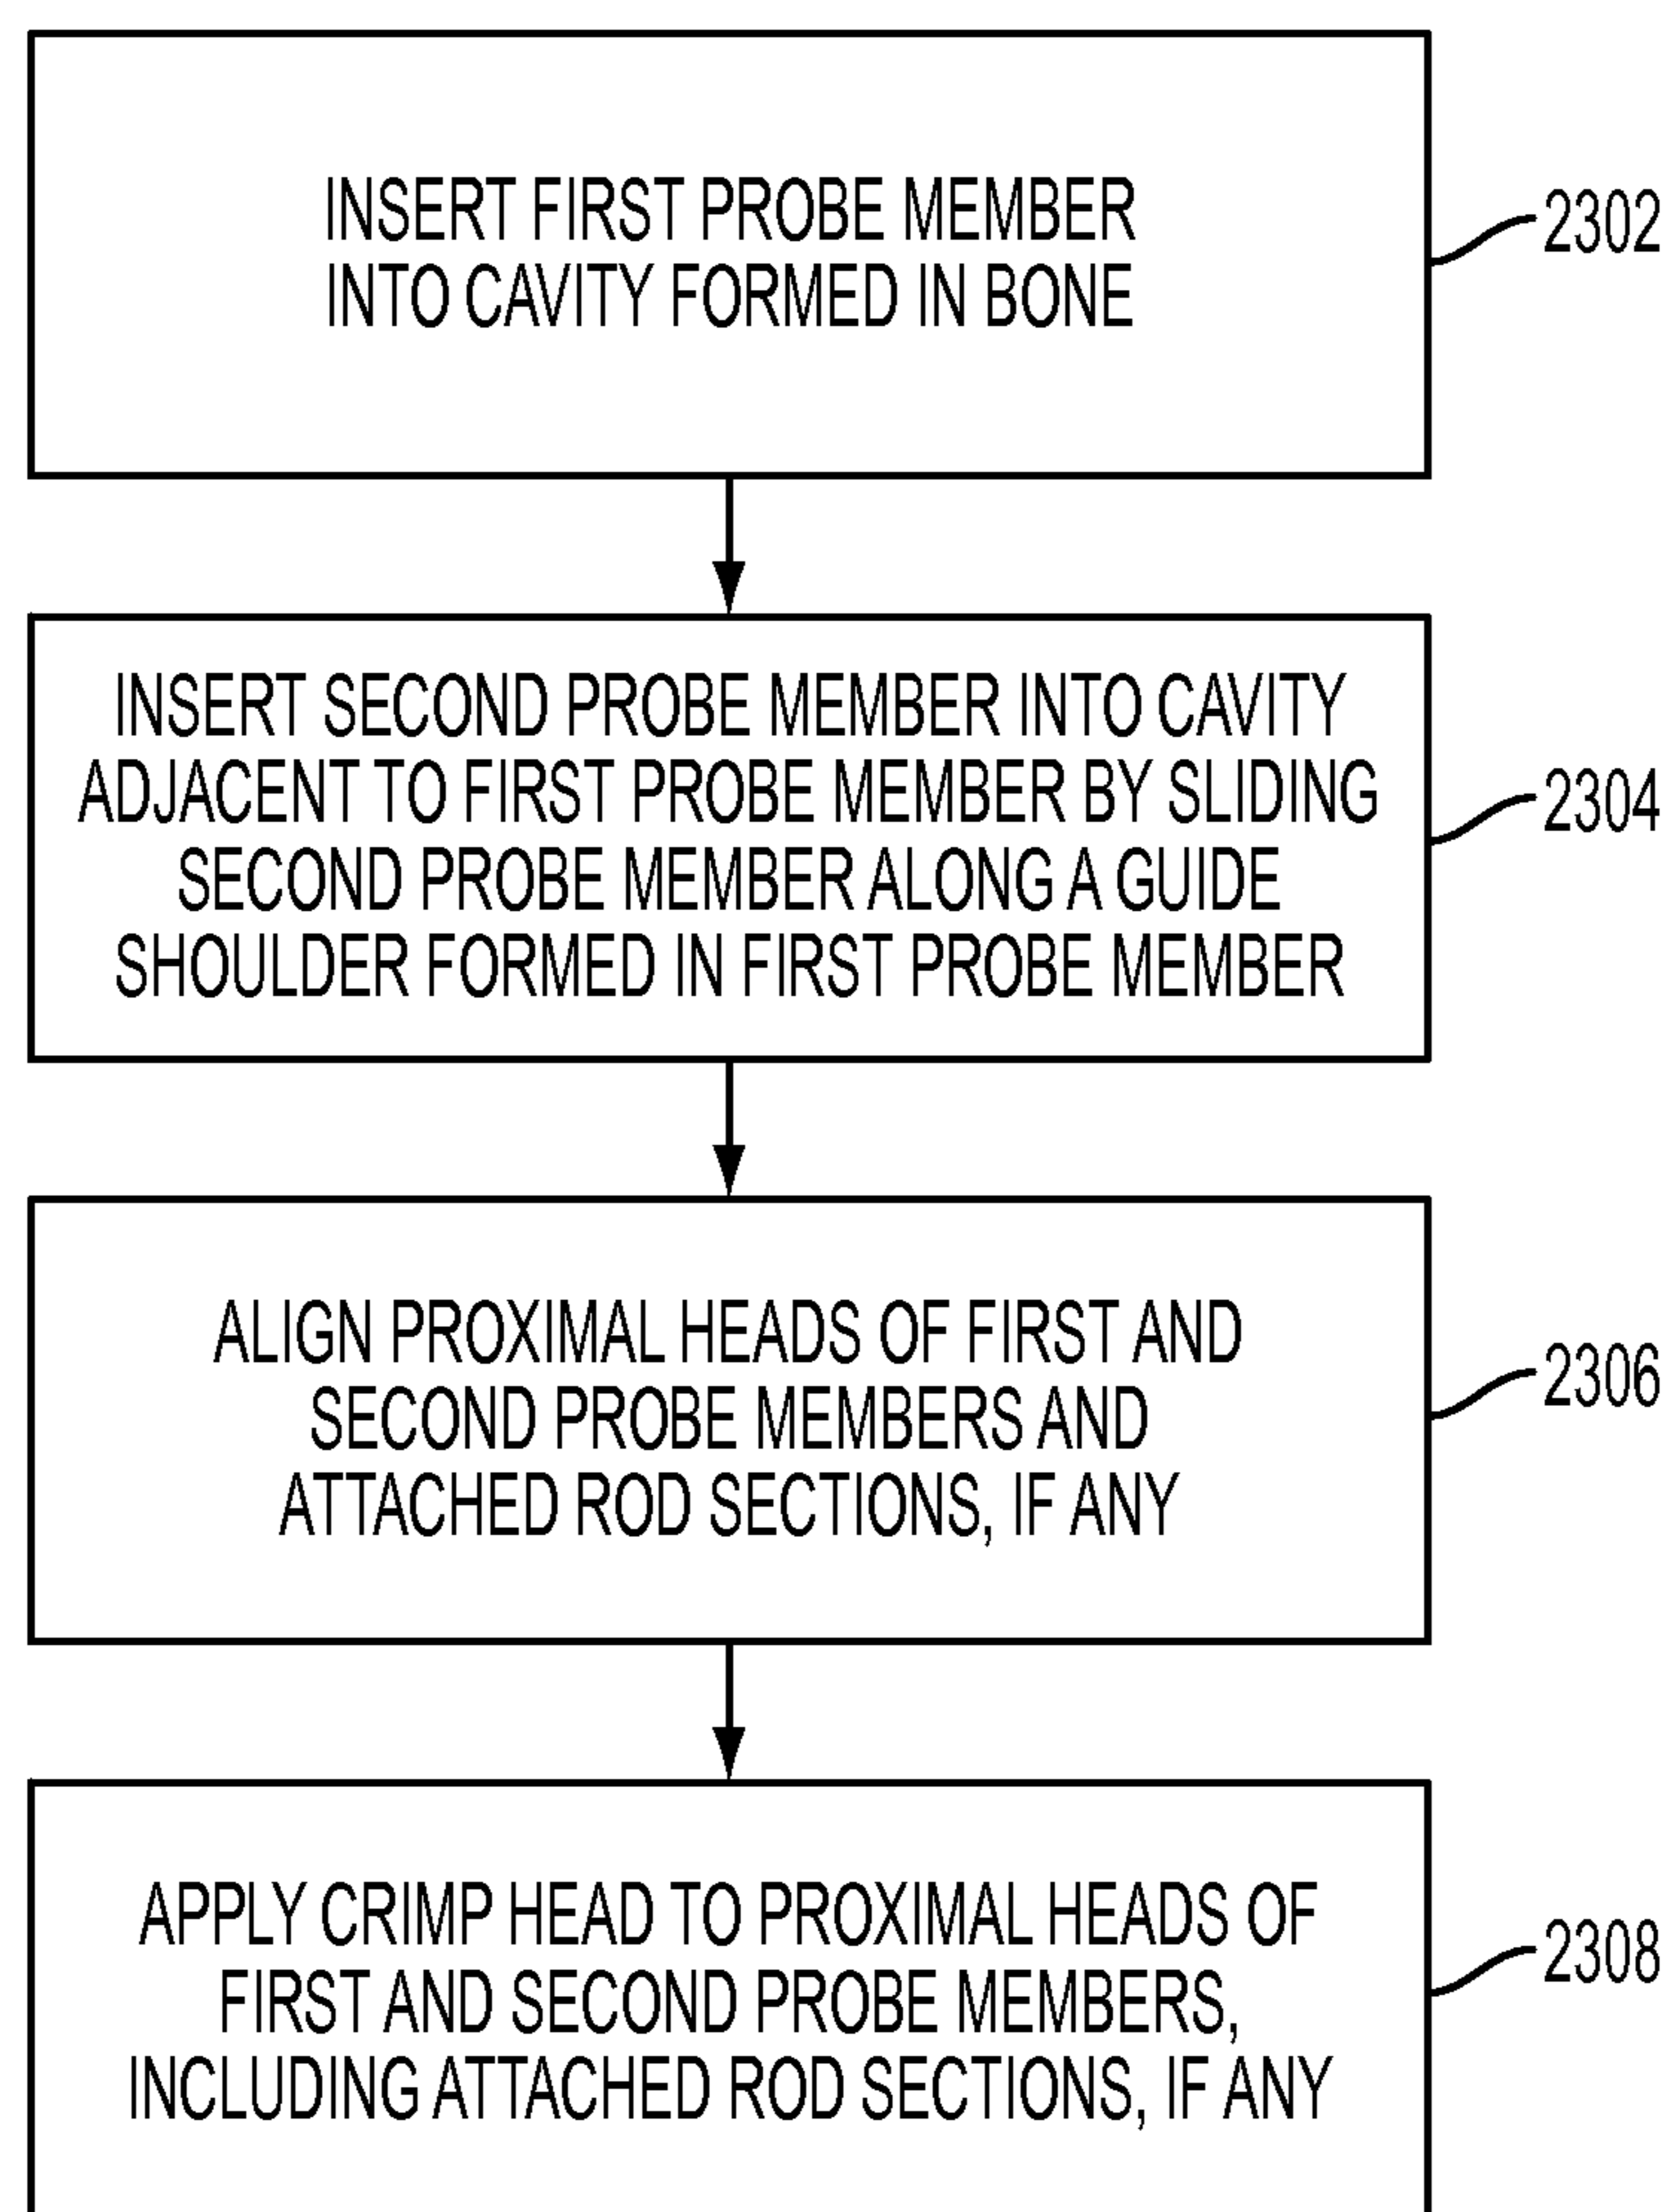 INSERT FIRST PROBE MEMBER
INTO CAVITY FORMED IN BONE
2302
INSERT SECOND PROBE MEMBER INTO CAVITY
ADJACENT TO FIRST PROBE MEMBER BY SLIDING
SECOND PROBE MEMBER ALONG A GUIDE
SHOULDER FORMED IN FIRST PROBE MEMBER
2304
ALIGN PROXIMAL HEADS OF FIRST AND
SECOND PROBE MEMBERS AND
ATTACHED ROD SECTIONS, IF ANY
2306
APPLY CRIMP HEAD TO PROXIMAL HEADS OF
FIRST AND SECOND PROBE MEMBERS,
INCLUDING ATTACHED ROD SECTIONS, IF ANY
2308